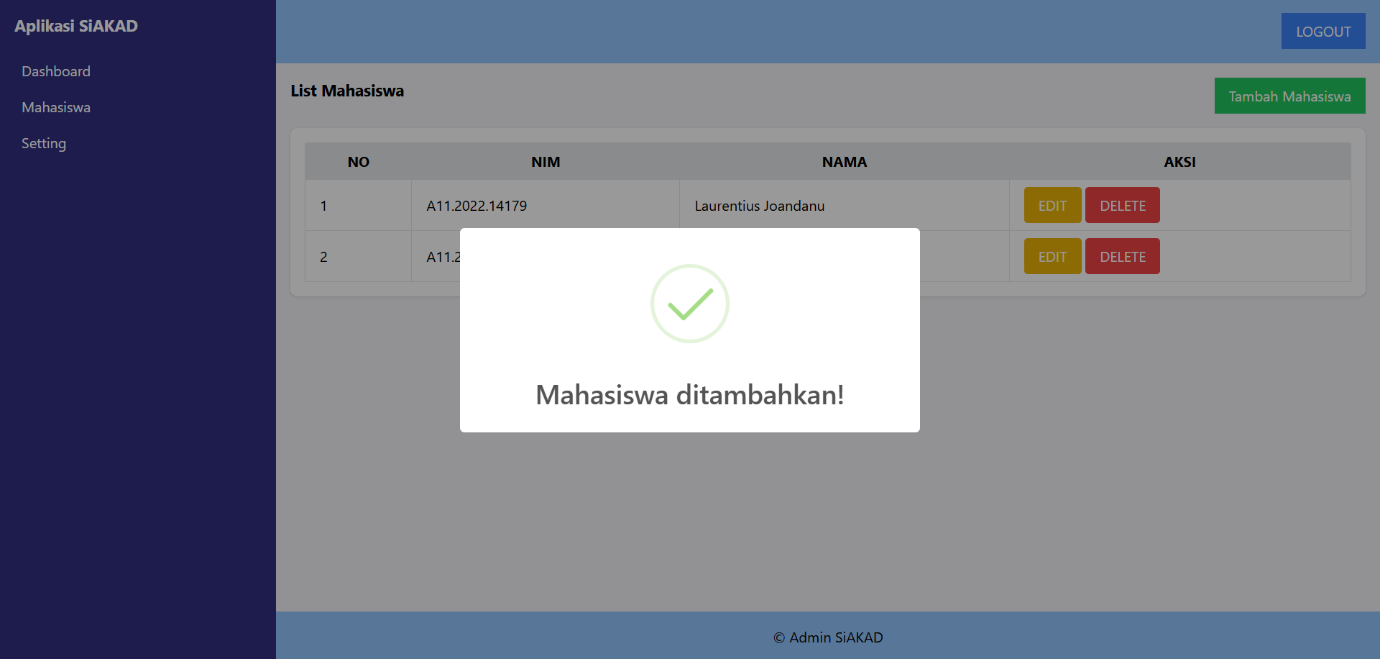 Aplikasi SiAKAD
LOGOUT
Dashboard
Mahasiswa
Setting
List Mahasiswa
Tambah Mahasiswa
NO NIM NAMA AKSI
1 A11.2022.14179 Laurentius Joandanu EDIT DELETE
2 A11.2 EDIT DELETE
Mahasiswa ditambahkan!
© Admin SiAKAD